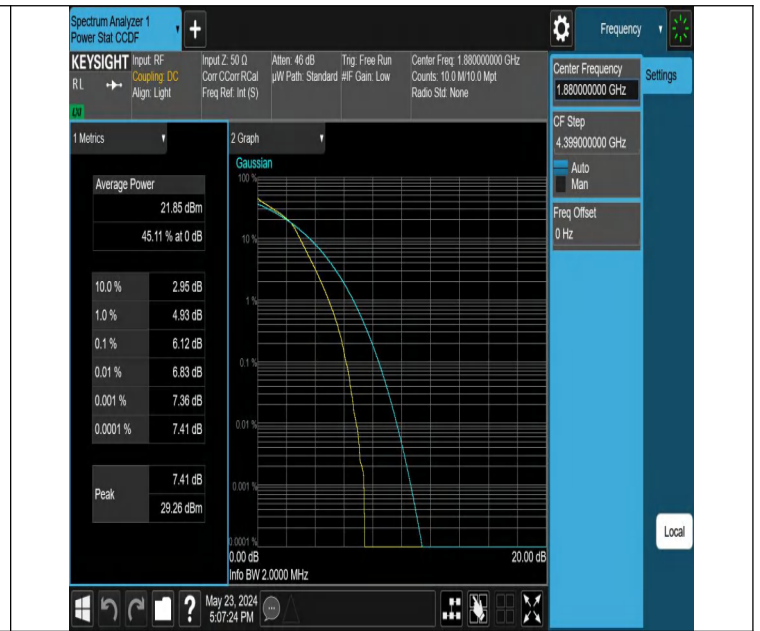 Spectrum Analyzer 1
Power Stat CCDF
+
Frequency
KEYSIGHT
RL
LXI
Input: RF
Coupling: DC
Align: Light
Input Z: 50 Ω
Corr CCorr RCal
Freq Ref: Int (S)
Atten: 46 dB
µW Path: Standard
Trig: Free Run
#IF Gain: Low
Center Freq: 1.880000000 GHz
Counts: 10.0 M/10.0 Mpt
Radio Std: None
Center Frequency
1.880000000 GHz
Settings
CF Step
4.399000000 GHz
Auto
Man
Freq Offset
0 Hz
1 Metrics
Average Power
21.85 dBm
45.11 % at 0 dB
10.0 % 2.95 dB
1.0 % 4.93 dB
0.1 % 6.12 dB
0.01 % 6.83 dB
0.001 % 7.36 dB
0.0001 % 7.41 dB
Peak
7.41 dB
29.26 dBm
2 Graph
Gaussian
100 %
10 %
1 %
0.1 %
0.01 %
0.001 %
0.0001 %
0.00 dB 20.00 dB
Info BW 2.0000 MHz
Local
? May 23, 2024
5:07:24 PM